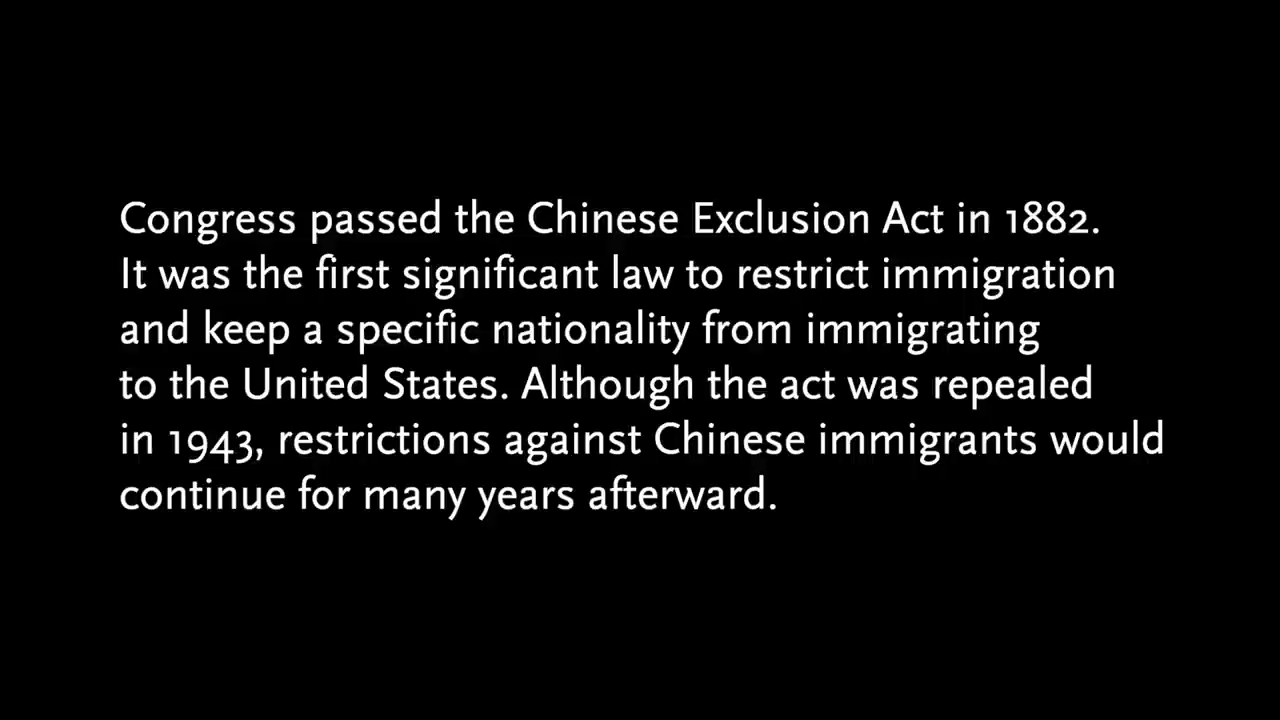 Congress passed the Chinese Exclusion Act in 1882.
It was the first significant law to restrict immigration
and keep a specific nationality from immigrating
to the United States. Although the act was repealed
in 1943, restrictions against Chinese immigrants would
continue for many years afterward.